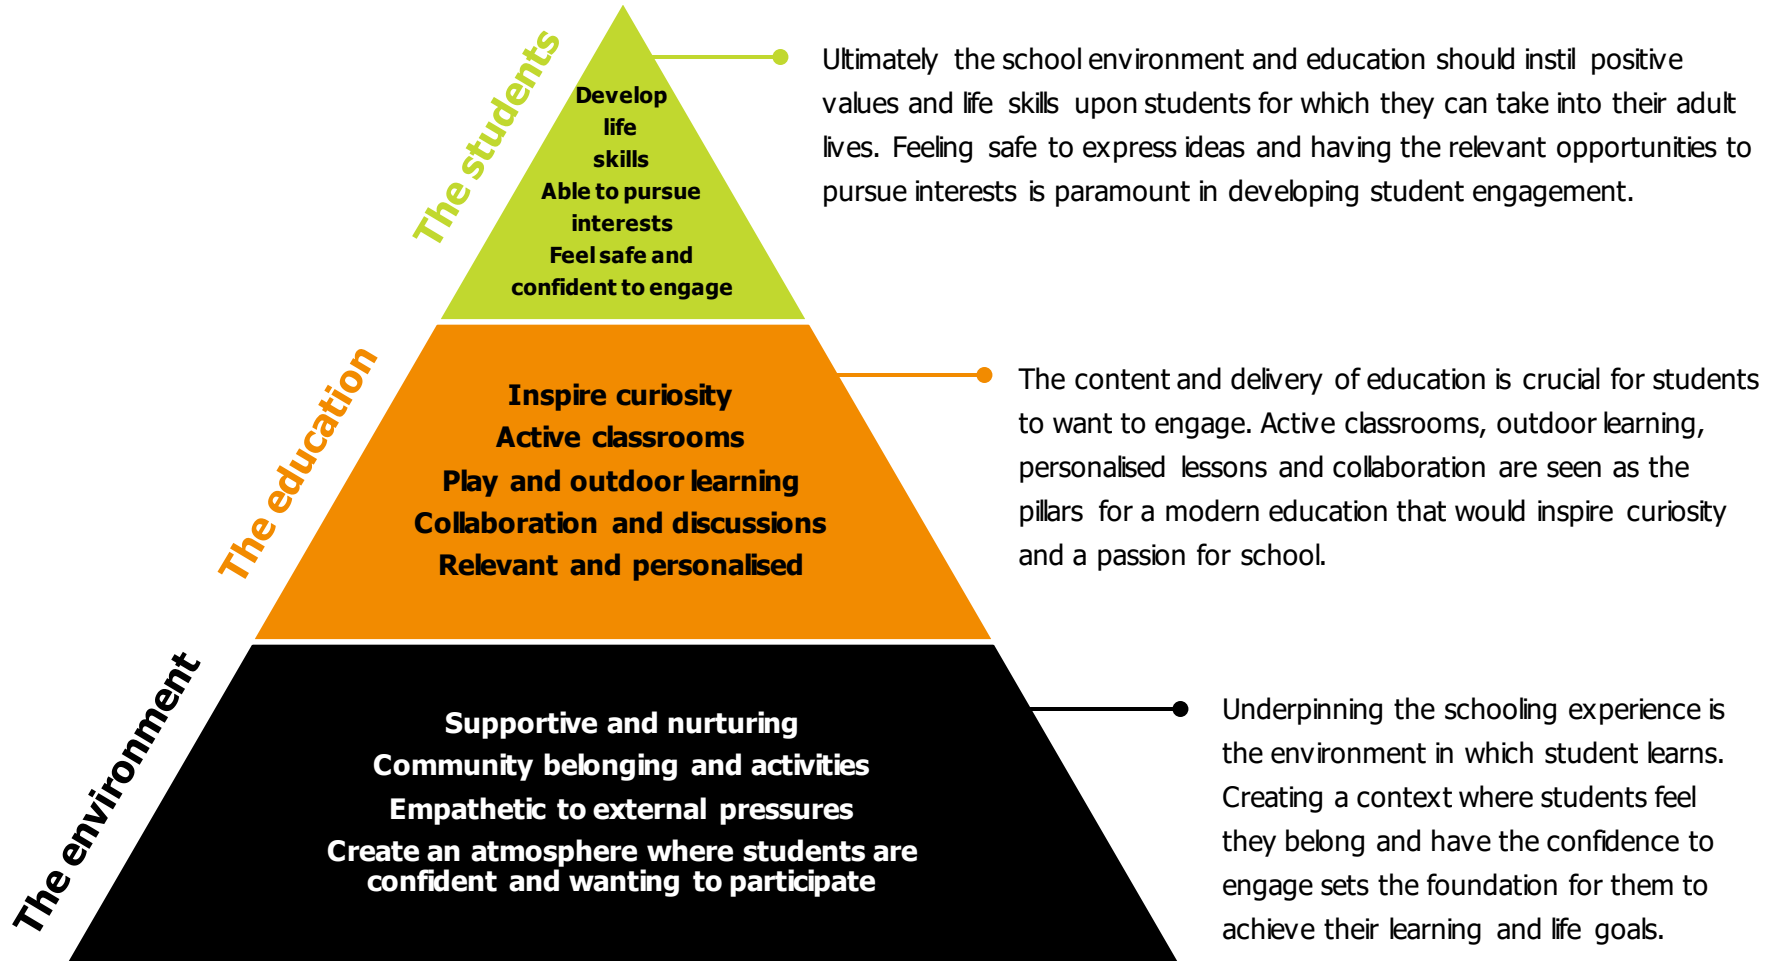 The students
Develop
life
skills
Able to pursue
interests
Feel safe and
confident to engage
Ultimately the school environment and education should instil positive
values and life skills upon students for which they can take into their adult
lives. Feeling safe to express ideas and having the relevant opportunities to
pursue interests is paramount in developing student engagement.
The education
Inspire curiosity
Active classrooms
Play and outdoor learning
Collaboration and discussions
Relevant and personalised
The content and delivery of education is crucial for students
to want to engage. Active classrooms, outdoor learning,
personalised lessons and collaboration are seen as the
pillars for a modern education that would inspire curiosity
and a passion for school.
The environment
Supportive and nurturing
Community belonging and activities
Empathetic to external pressures
Create an atmosphere where students are
confident and wanting to participate
Underpinning the schooling experience is
the environment in which student learns.
Creating a context where students feel
they belong and have the confidence to
engage sets the foundation for them to
achieve their learning and life goals.